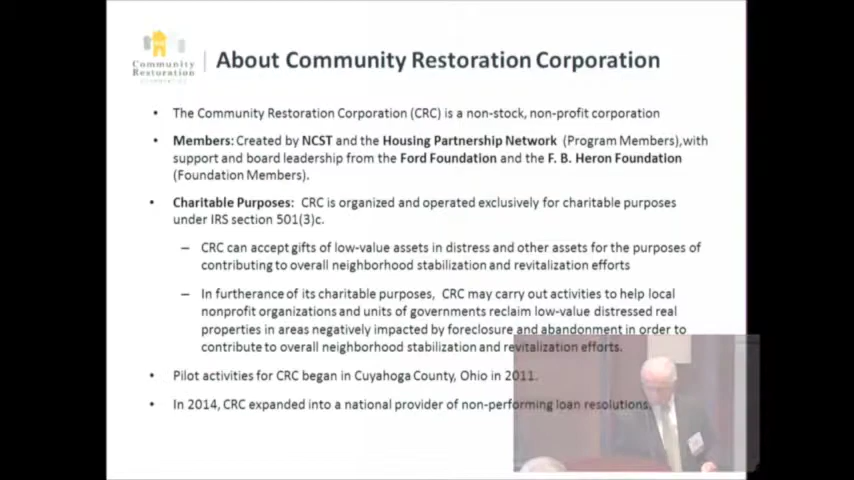 Community
Restoration
About Community Restoration Corporation
• The Community Restoration Corporation (CRC) is a non-stock, non-profit corporation
• Members: Created by NCST and the Housing Partnership Network (Program Members),with
support and board leadership from the Ford Foundation and the F. B. Heron Foundation
(Foundation Members).
• Charitable Purposes: CRC is organized and operated exclusively for charitable purposes
under IRS section 501(3)c.
– CRC can accept gifts of low-value assets in distress and other assets for the purposes of
contributing to overall neighborhood stabilization and revitalization efforts
– In furtherance of its charitable purposes, CRC may carry out activities to help local
nonprofit organizations and units of governments reclaim low-value distressed real
properties in areas negatively impacted by foreclosure and abandonment in order to
contribute to overall neighborhood stabilization and revitalization efforts.
• Pilot activities for CRC began in Cuyahoga County, Ohio in 2011.
• In 2014, CRC expanded into a national provider of non-performing loan resolutions.